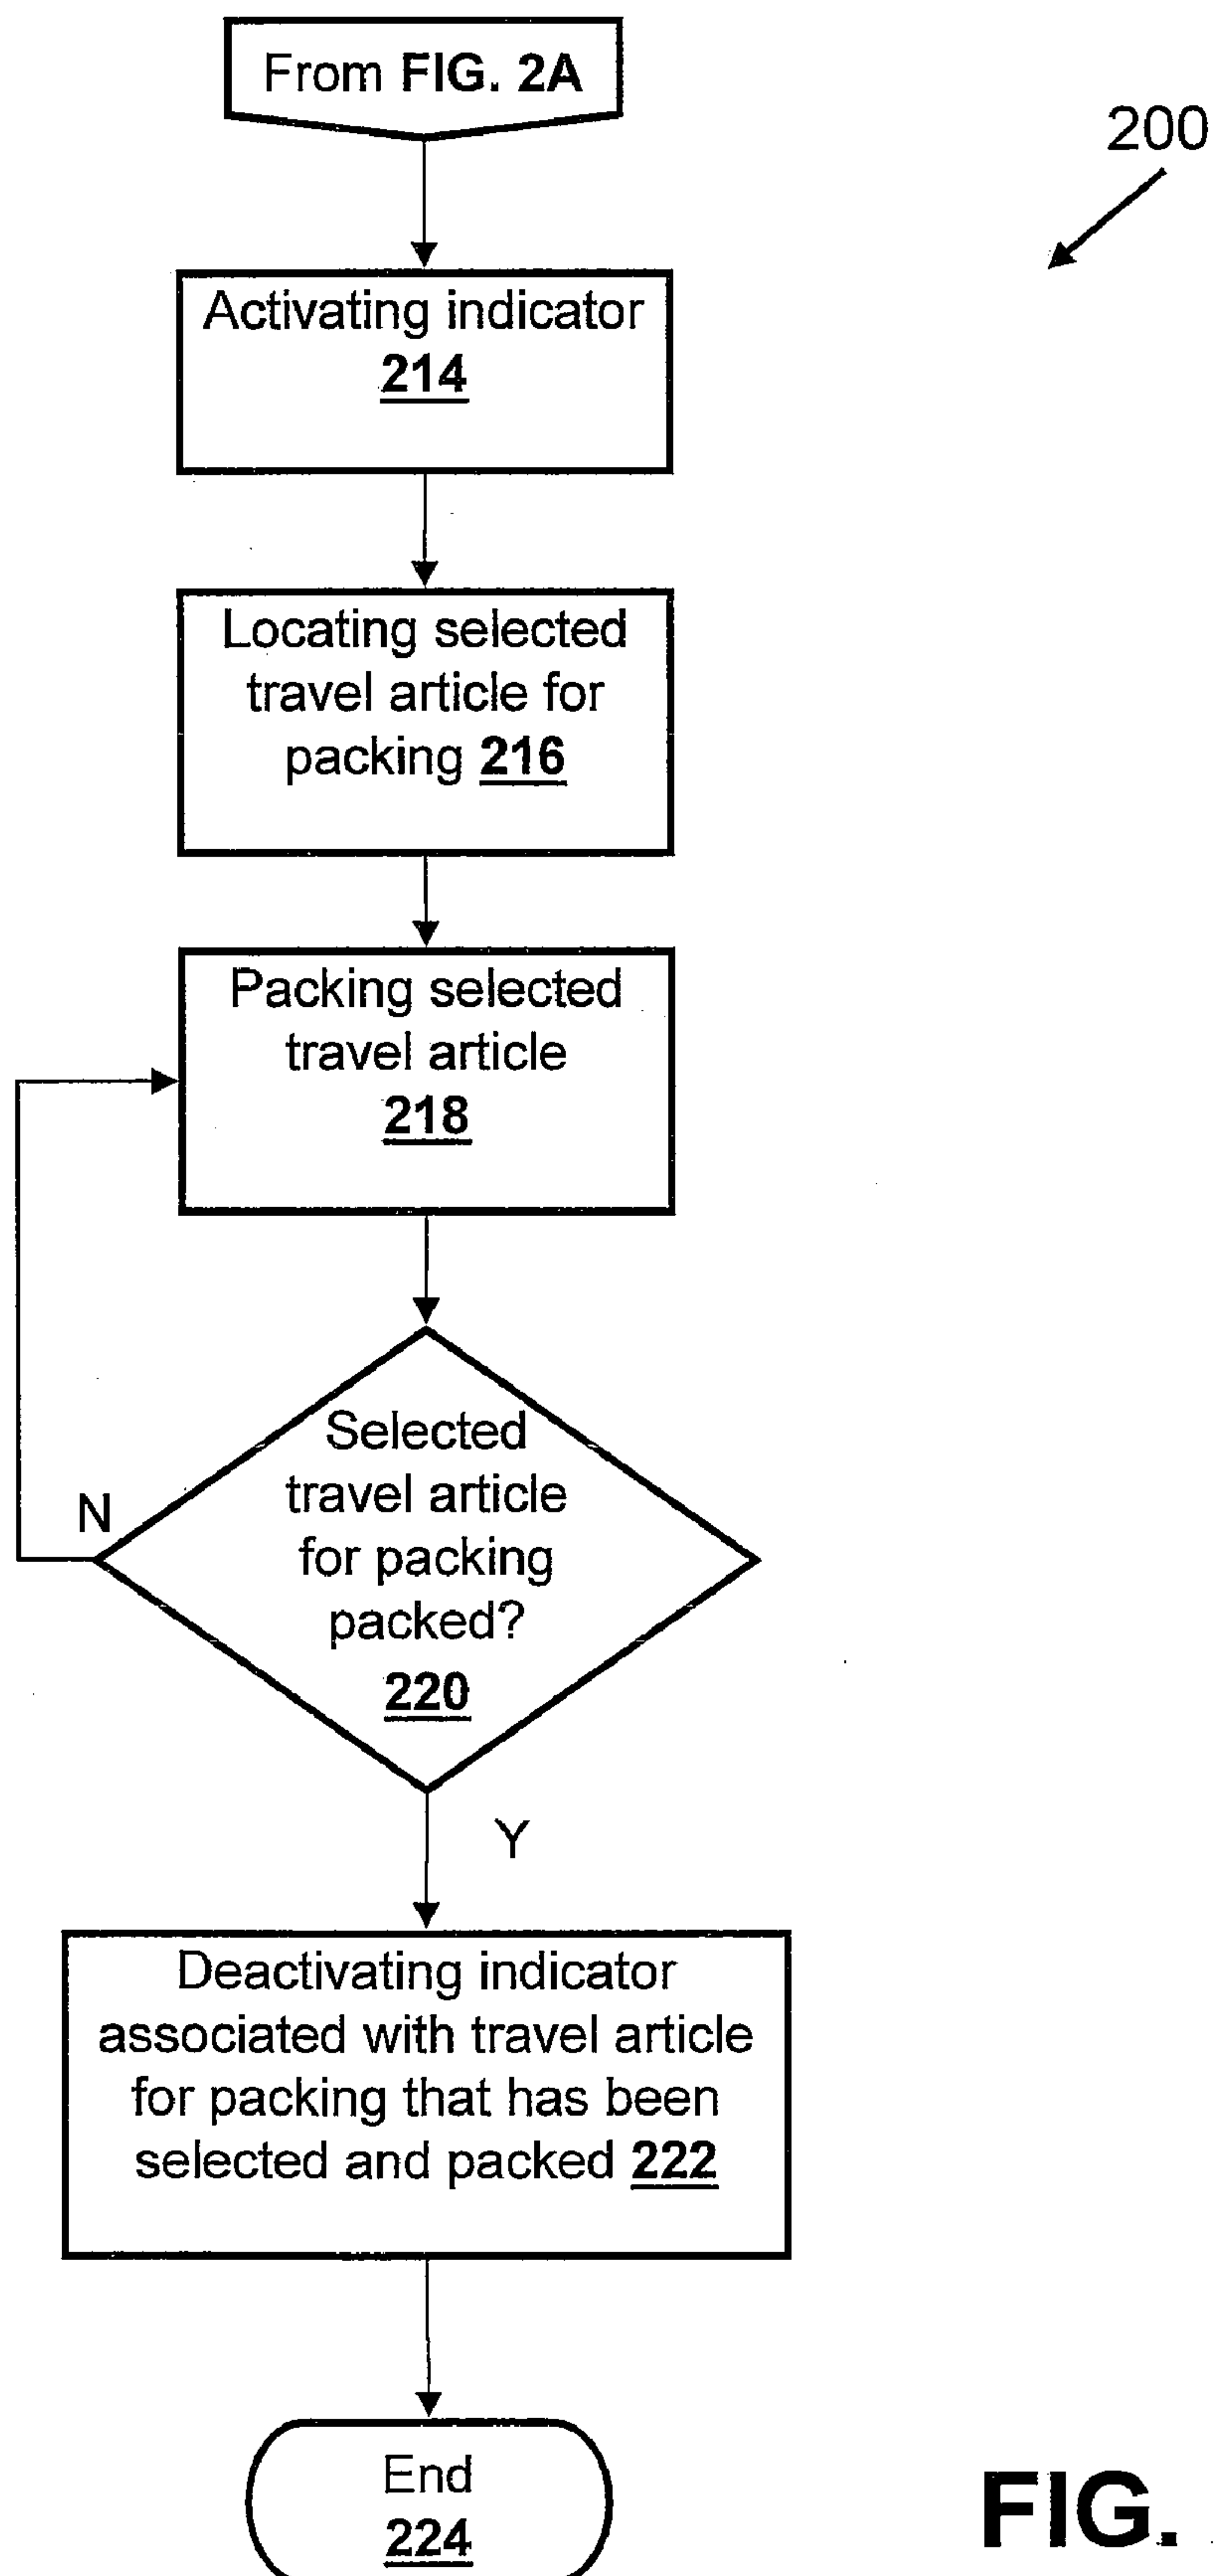 From FIG. 2A
200
Activating indicator
214
Locating selected
travel article for
packing 216
Packing selected
travel article
218
Selected
travel article
for packing
packed?
220
N
Y
Deactivating indicator
associated with travel article
for packing that has been
selected and packed 222
End
224
FIG.